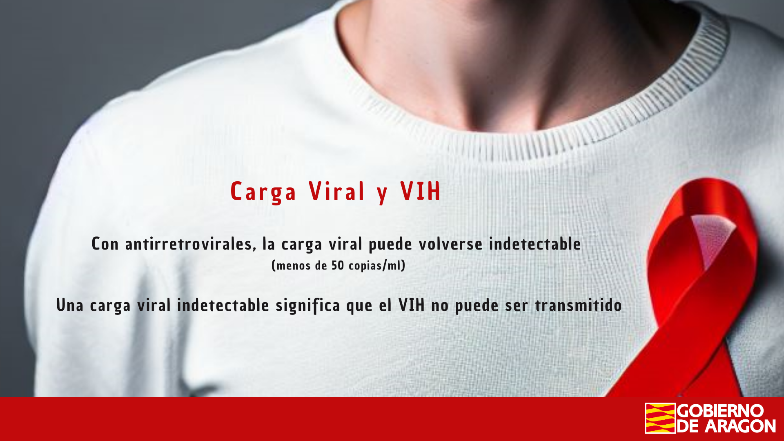 Carga Viral y VIH
Con antirretrovirales, la carga viral puede volverse indetectable
(menos de 50 copias/ml)
Una carga viral indetectable significa que el VIH no puede ser transmitido
GOBIERNO
DE ARAGON